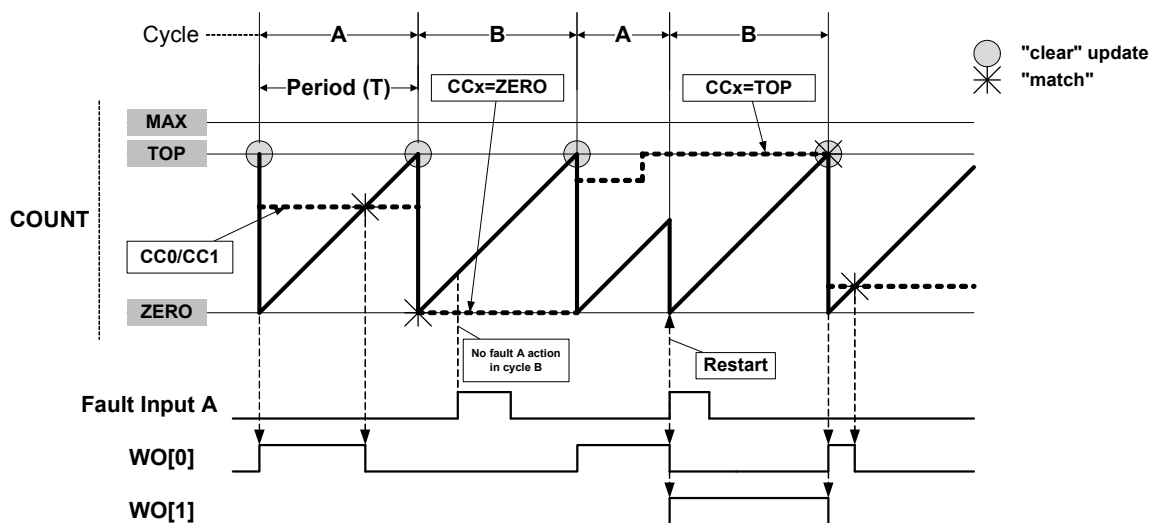 Cycle
A
B
A
B
"clear" update
"match"
Period (T)
CCx=ZERO
CCx=TOP
MAX
TOP
COUNT
CC0/CC1
ZERO
No fault A action
in cycle B
Restart
Fault Input A
WO[0]
WO[1]